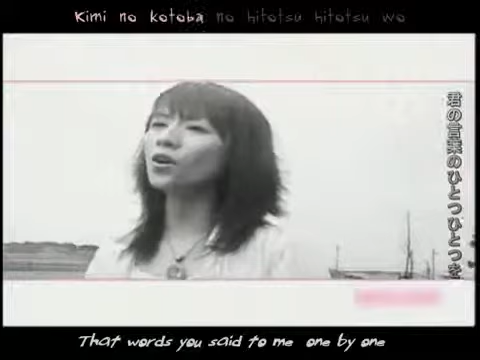 Kimi no kotoba no hitotsu hitotsu wo
君の言葉のひとつひとつを
That words you said to me one by one